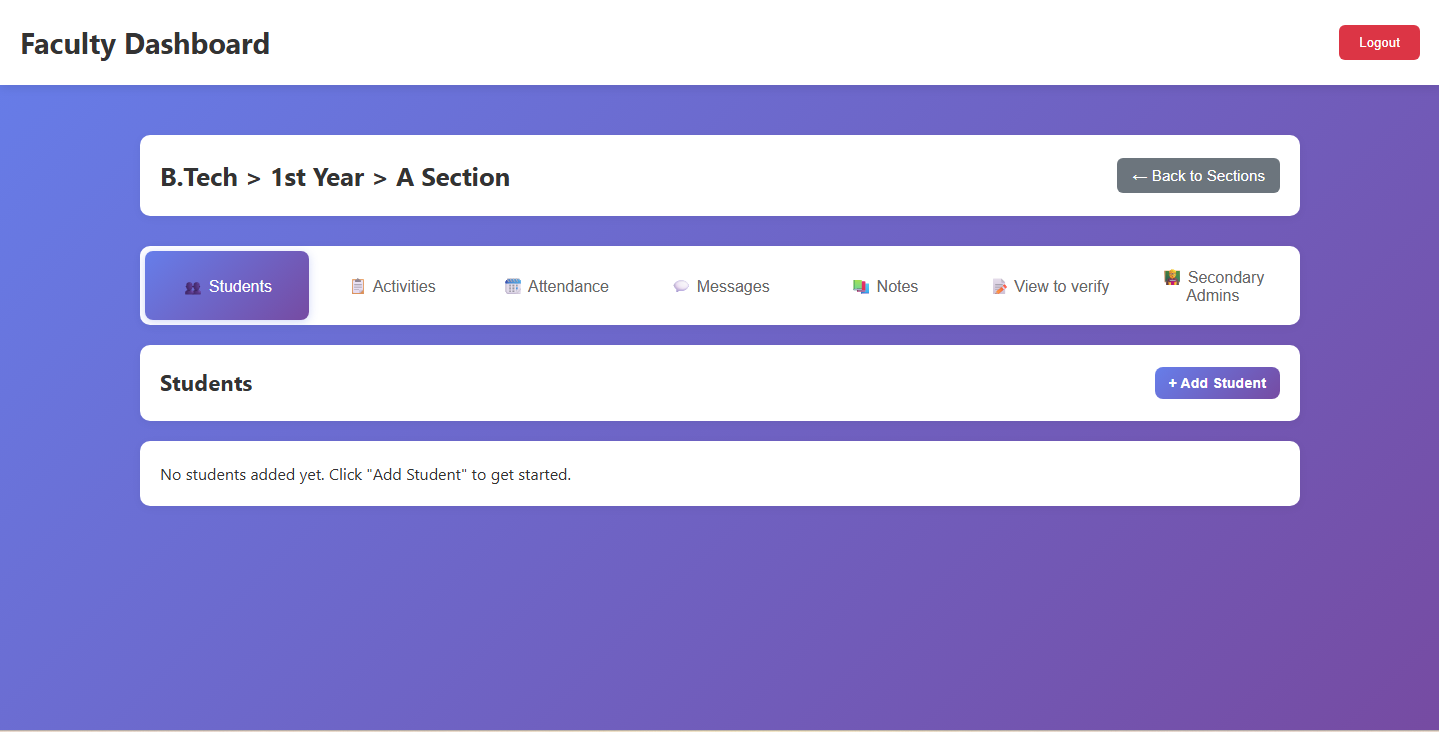 Faculty Dashboard
Logout
B.Tech > 1st Year > A Section
← Back to Sections
Students
Activities
Attendance
Messages
Notes
View to verify
Secondary
Admins
Students
+ Add Student
No students added yet. Click "Add Student" to get started.